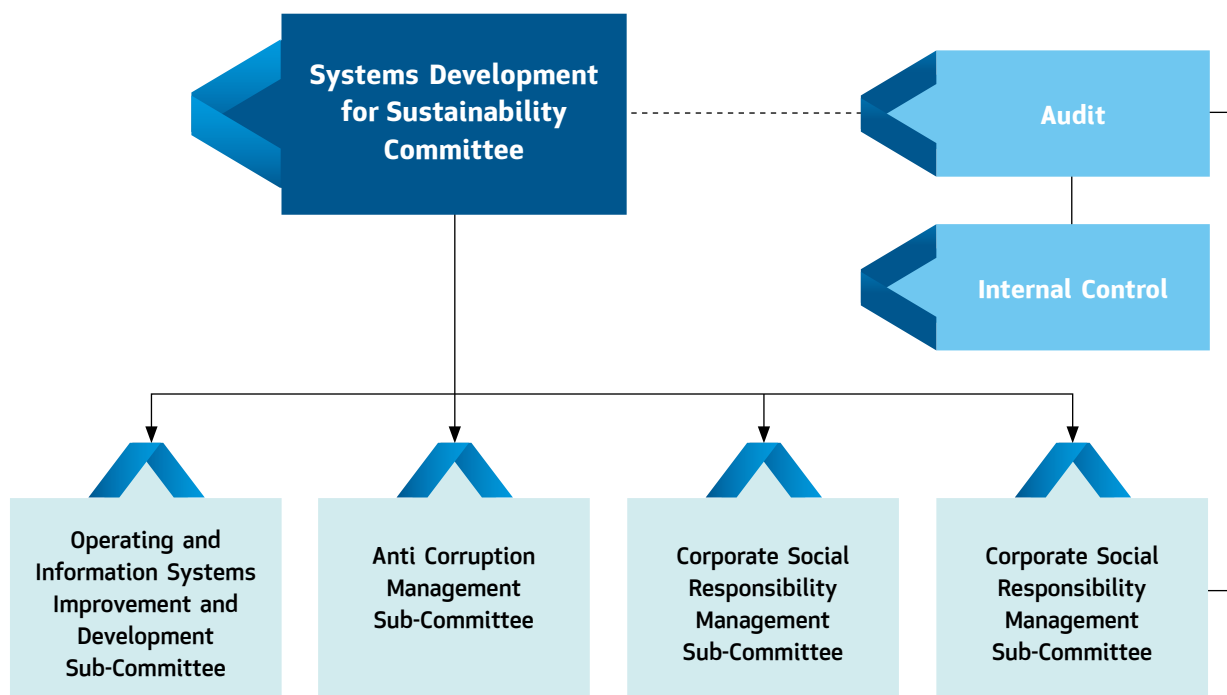 Systems Development
for Sustainability
Committee
Audit
Internal Control
Operating and
Information Systems
Improvement and
Development
Sub-Committee
Anti Corruption
Management
Sub-Committee
Corporate Social
Responsibility
Management
Sub-Committee
Corporate Social
Responsibility
Management
Sub-Committee